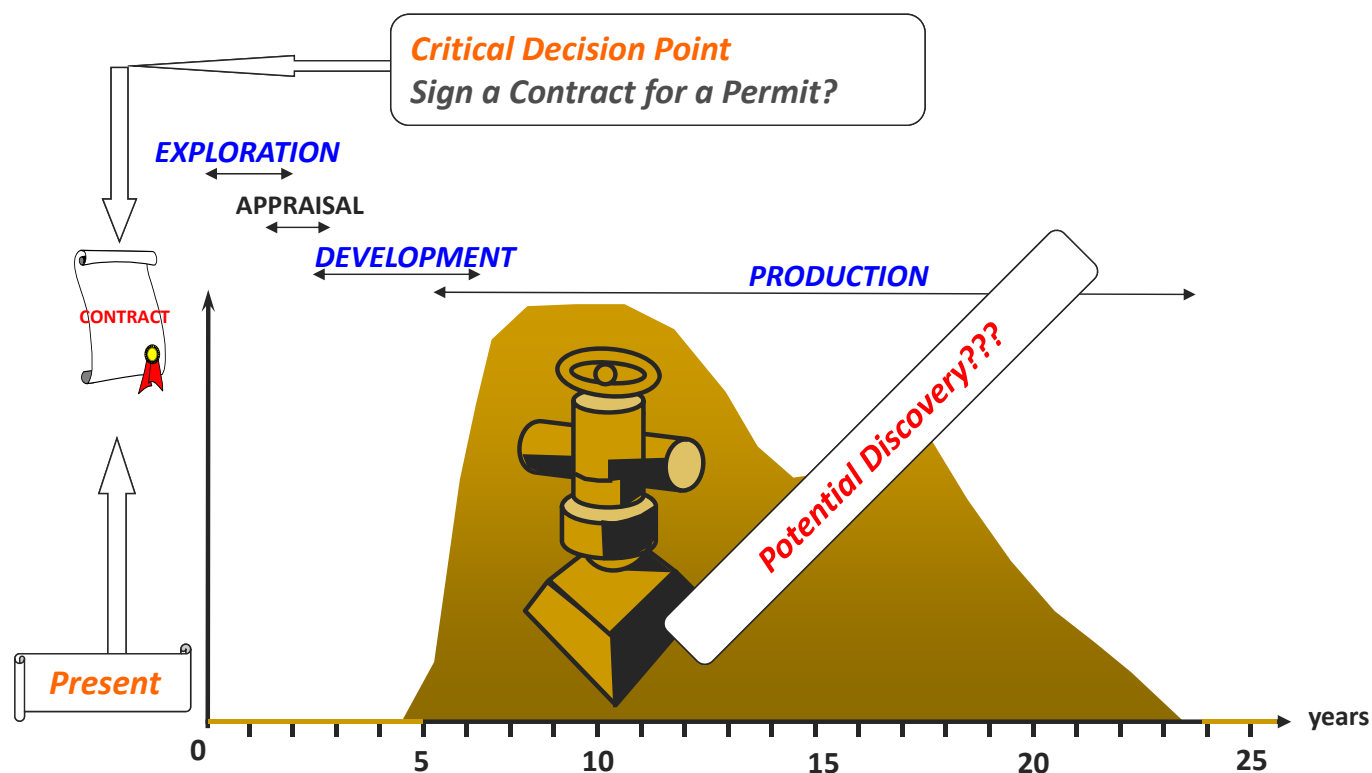 Critical Decision Point
Sign a Contract for a Permit?
EXPLORATION
APPRAISAL
DEVELOPMENT
PRODUCTION
CONTRACT
Potential Discovery???
Present
years
0
5
10
15
20
25